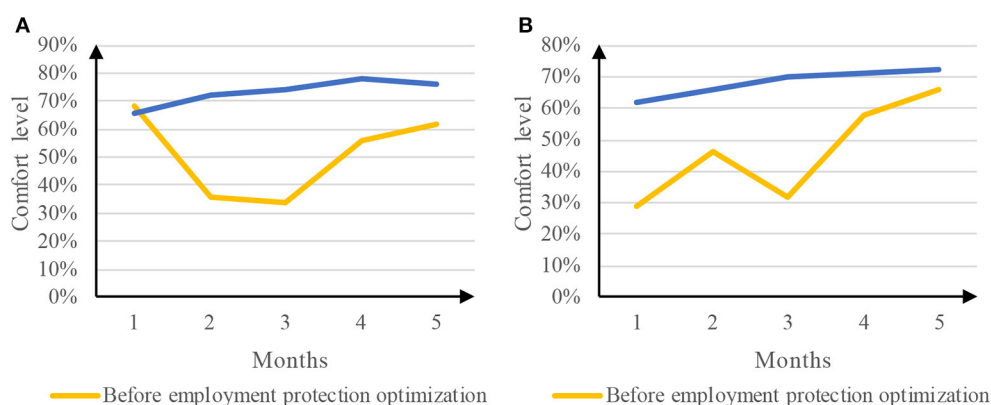 A
90%
80%
70%
60%
50%
40%
30%
20%
10%
0%
Comfort level
1 2 3 4 5
Months
Before employment protection optimization
B
80%
70%
60%
50%
40%
30%
20%
10%
0%
Comfort level
1 2 3 4 5
Months
Before employment protection optimization